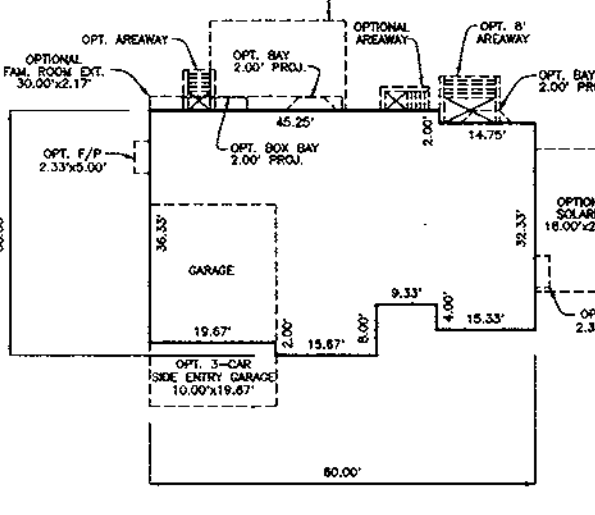 OPT. AREAWAY
OPTIONAL
AREAWAY
OPT. 8'
AREAWAY
OPTIONAL
FAM. ROOM EXT.
30.00'x2.17'
OPT. BAY
2.00' PROJ.
OPT. BAY
2.00'
45.25'
2.00'
14.75'
OPT. BOX BAY
2.00' PROJ.
OPT. F/P
2.33'x5.00'
36.33'
32.33'
GARAGE
9.33'
4.00'
8.00'
15.33'
19.67'
2.00'
15.67'
OPT. 3-CAR
SIDE ENTRY GARAGE
10.00'x19.67'
60.00'